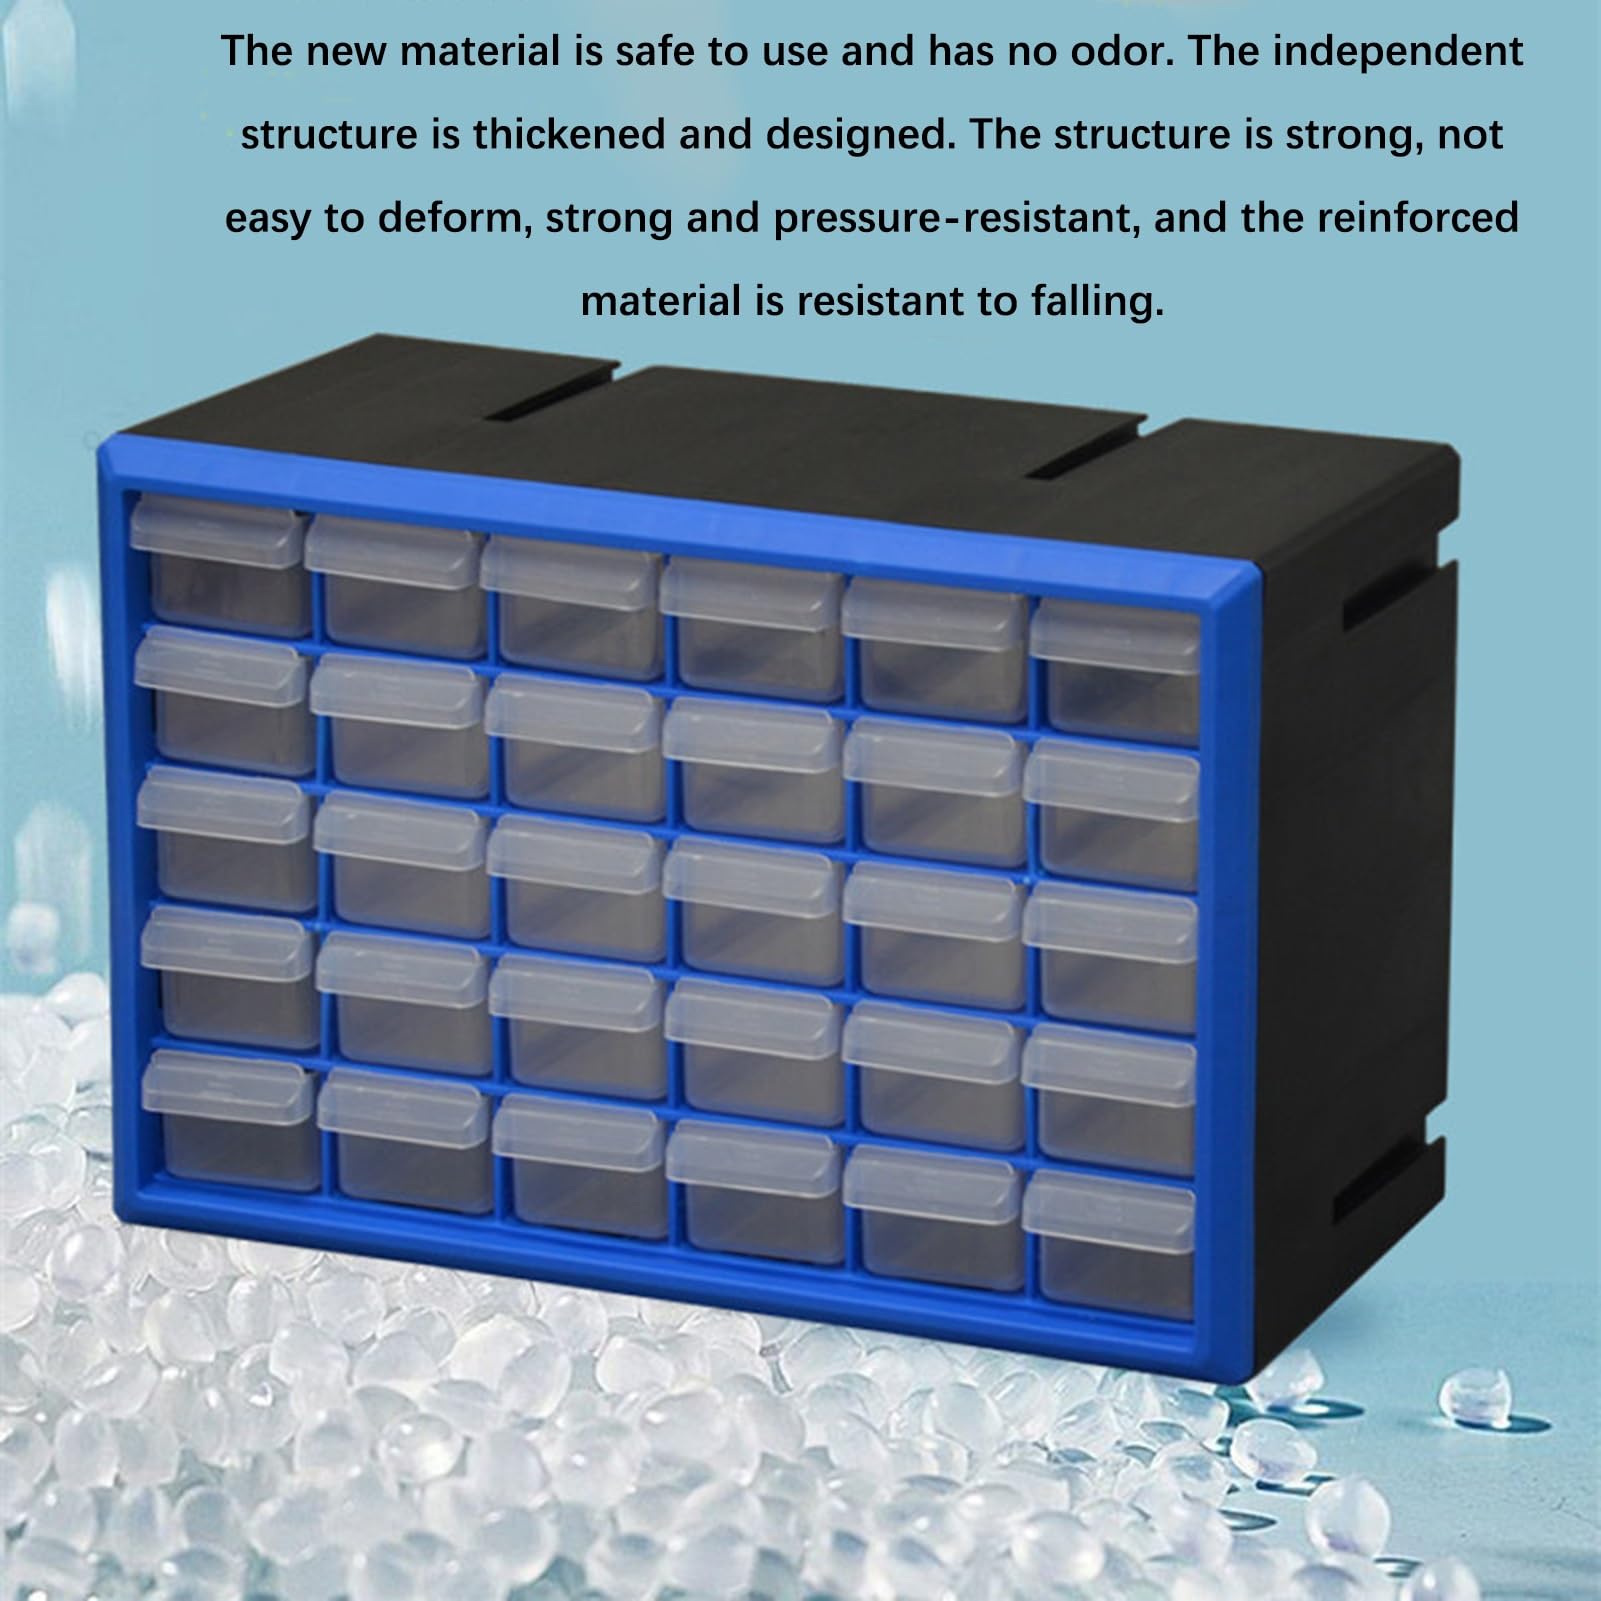 The new material is safe to use and has no odor. The independent
structure is thickened and designed. The structure is strong, not
easy to deform, strong and pressure-resistant, and the reinforced
material is resistant to falling.